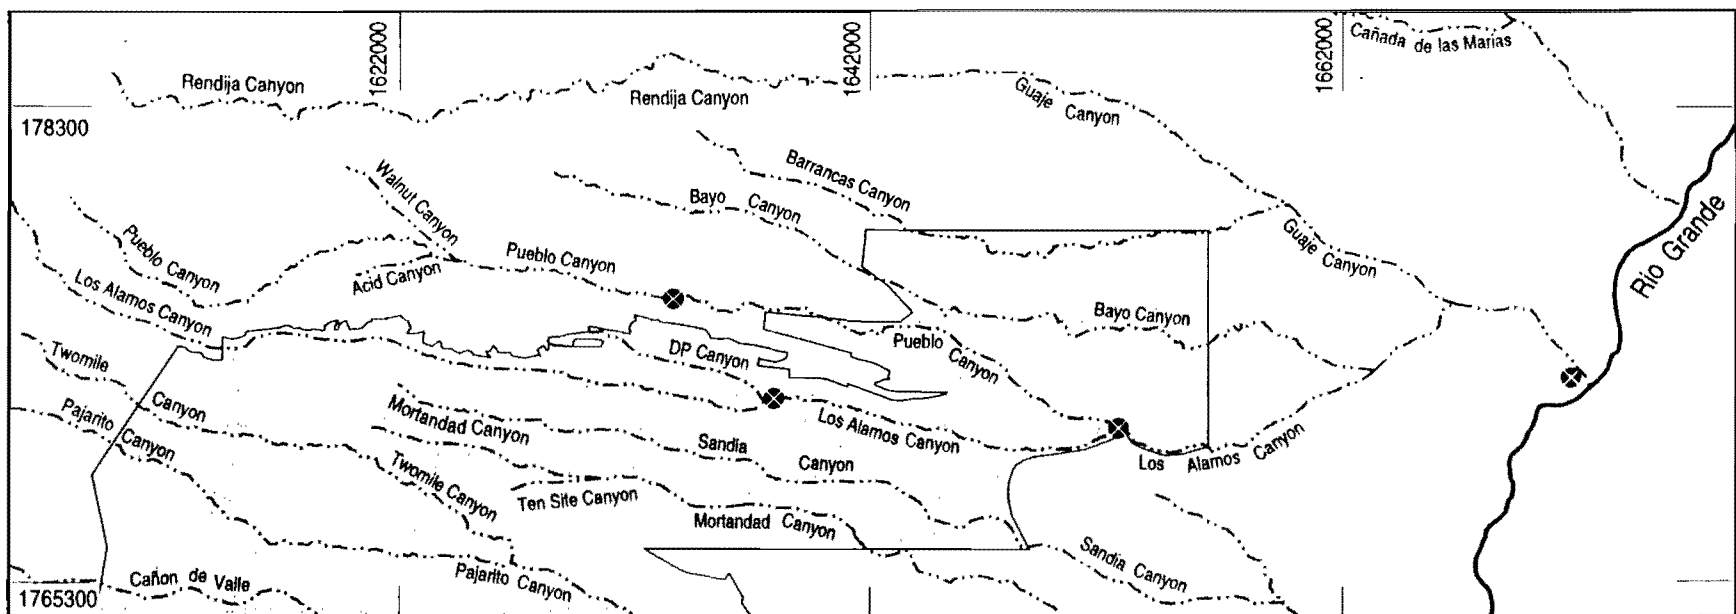 1622000
1642000
1662000
Cañada de las Marias
Rendija Canyon
Rendija Canyon
Guaje Canyon
178300
Walnut Canyon
Barrancas Canyon
Bayo Canyon
Pueblo Canyon
Pueblo Canyon
Acid Canyon
Guaje Canyon
Rio Grande
Los Alamos Canyon
Bayo Canyon
Twomile Canyon
DP Canyon
Pueblo Canyon
Pajarito Canyon
Mortandad Canyon
Los Alamos Canyon
Sandia Canyon
Los Alamos Canyon
Twomile Canyon
Ten Site Canyon
Mortandad Canyon
Sandia Canyon
Cañon de Valle
Pajarito Canyon
1765300